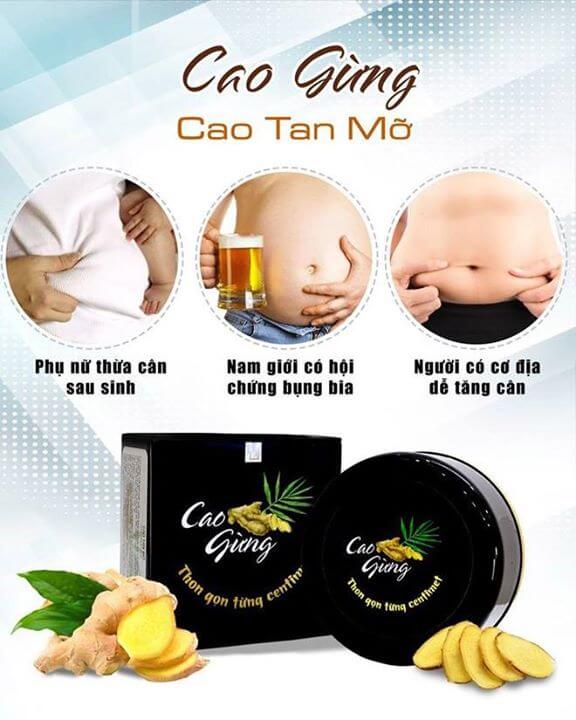 Cao Gừng
Cao Tan Mỡ
Phụ nữ thừa cân
sau sinh
Nam giới có hội
chứng bụng bia
Người có cơ địa
dễ tăng cân
Cao
Gừng
Thon gọn từng centimet
Cao
Gừng
Thon gọn từng centimet